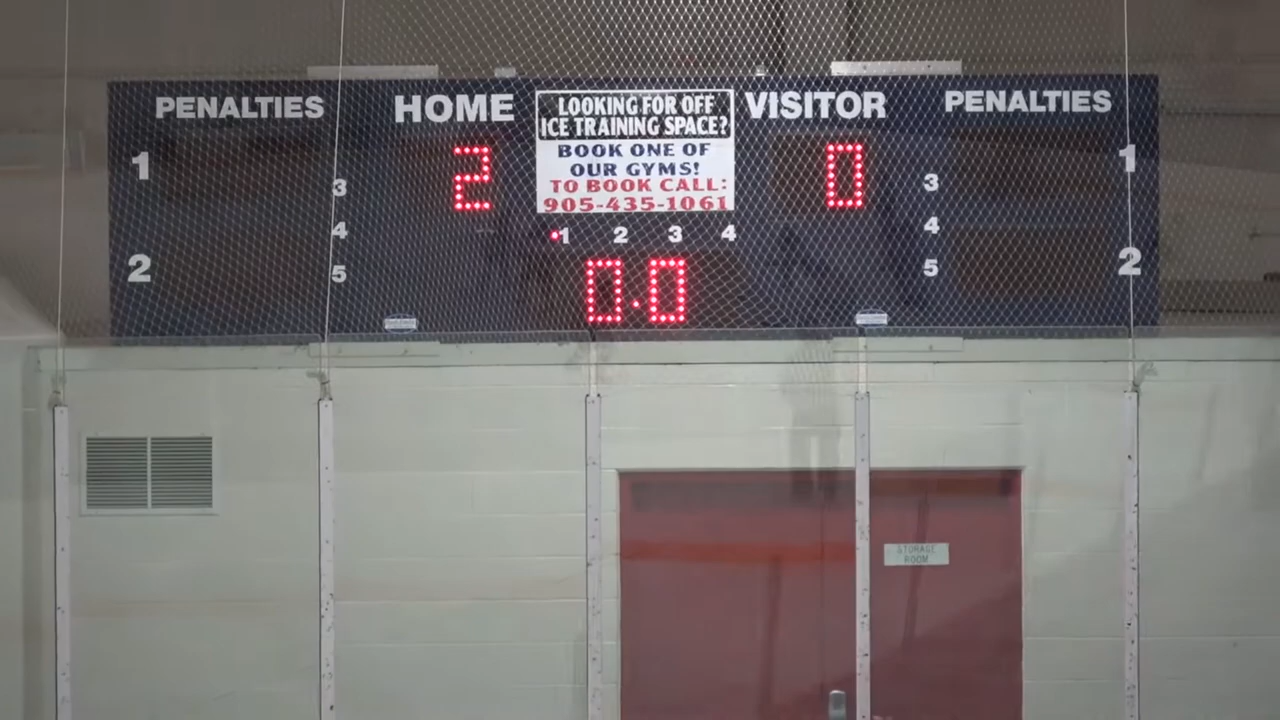 PENALTIES HOME VISITOR PENALTIES
LOOKING FOR OFF
ICE TRAINING SPACE?
BOOK ONE OF
OUR GYMS!
TO BOOK CALL:
905-435-1061
1 2 0 1
3 3
4 1 2 3 4 4
2 5 0.0 5 2
STORAGE
ROOM